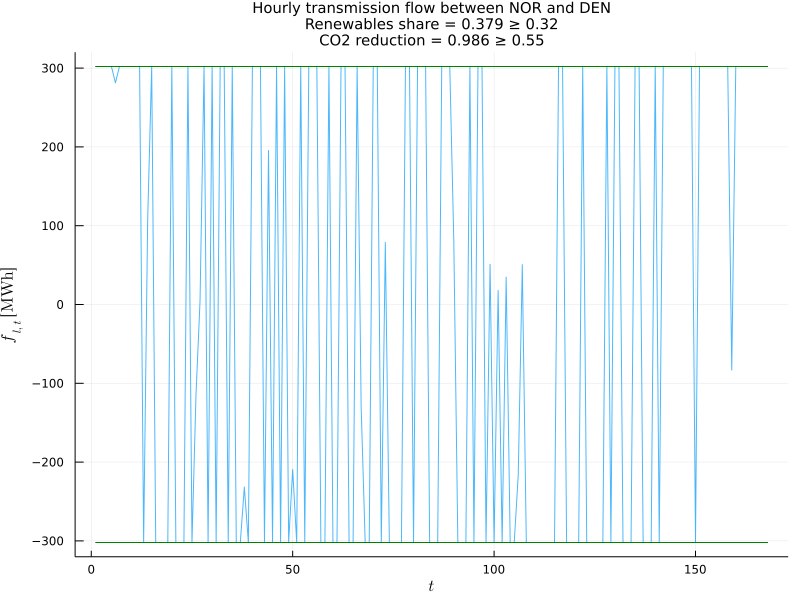 Hourly transmission flow between NOR and DEN
Renewables share = 0.379 ≥ 0.32
CO2 reduction = 0.986 ≥ 0.55
300
200
100
0
−100
−200
−300
f_{l,t} [MWh]
0
50
100
150
t